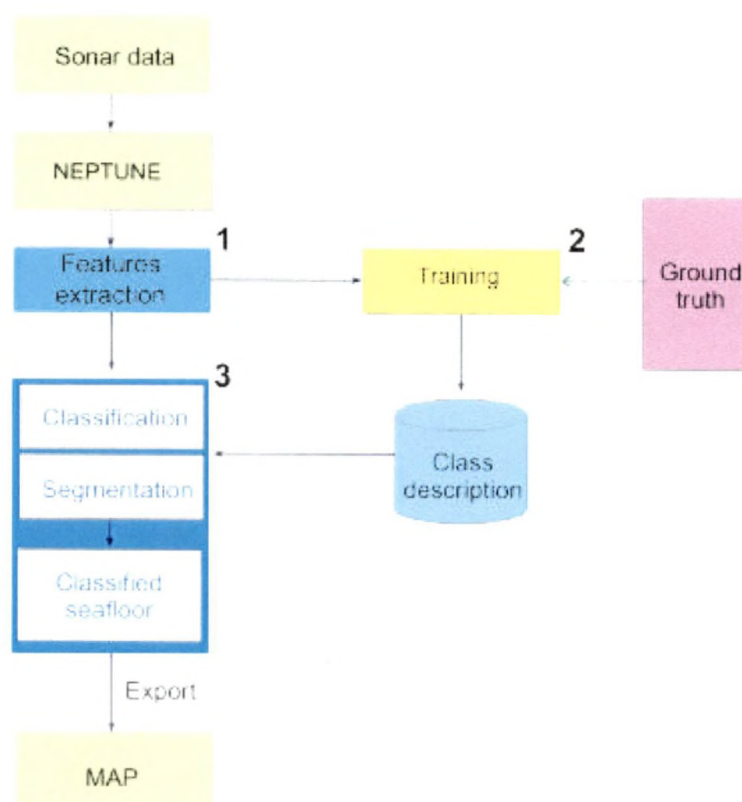 Sonar data
NEPTUNE
1
Features
extraction
2
Training
Ground
truth
3
Classification
Segmentation
Classified
seafloor
Class
description
Export
MAP